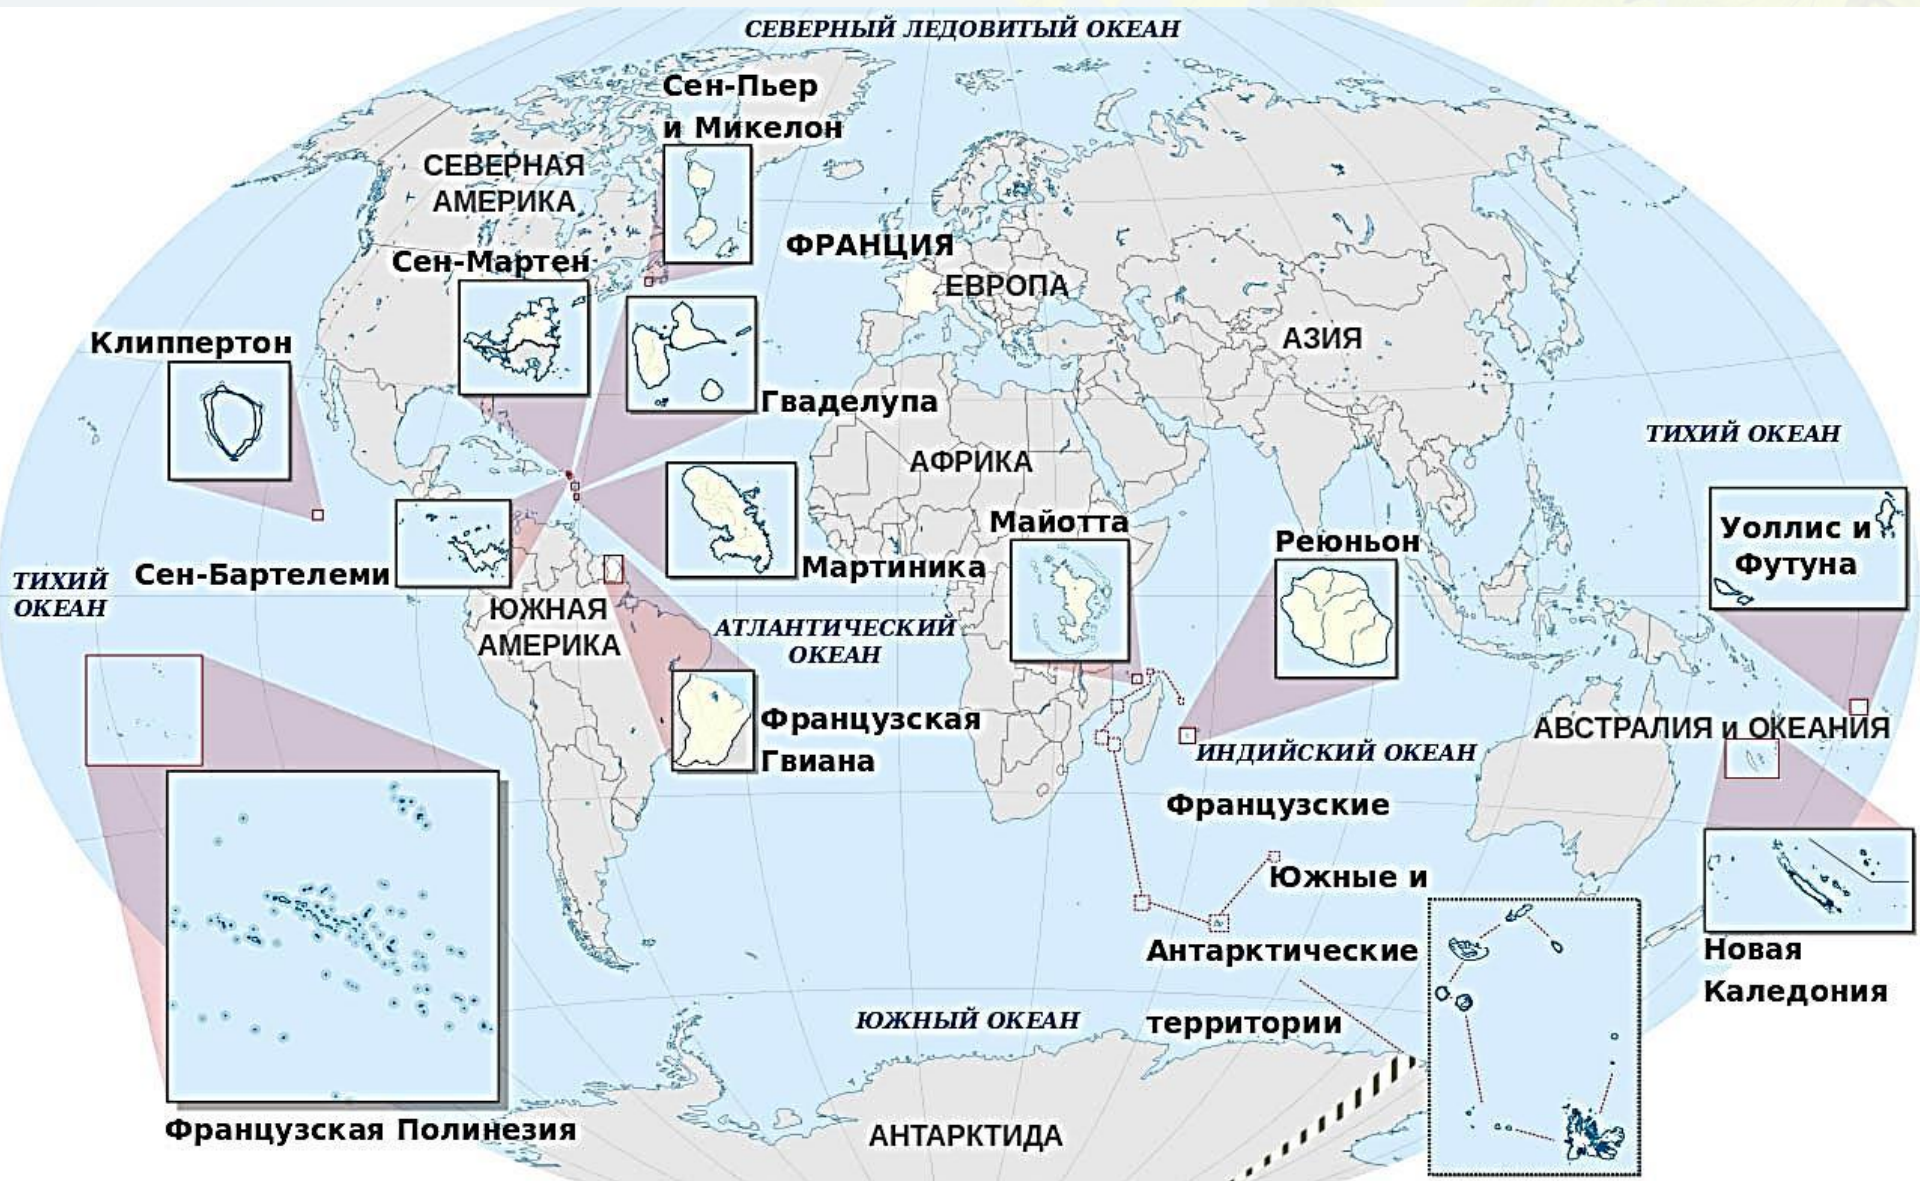 СЕВЕРНЫЙ ЛЕДОВИТЫЙ ОКЕАН
Сен-Пьер
и Микелон
СЕВЕРНАЯ
АМЕРИКА
ФРАНЦИЯ
Сен-Мартен
ЕВРОПА
АЗИЯ
Клиппертон
Гваделупа
ТИХИЙ ОКЕАН
АФРИКА
Майотта
Реюньон
Уоллис и
Футуна
Мартиника
Сен-Бартелеми
ТИХИЙ
ОКЕАН
ЮЖНАЯ
АМЕРИКА
АТЛАНТИЧЕСКИЙ
ОКЕАН
Французская
Гвиана
АВСТРАЛИЯ и ОКЕАНИЯ
ИНДИЙСКИЙ ОКЕАН
Французские
Южные и
Антарктические
территории
Новая
Каледония
ЮЖНЫЙ ОКЕАН
Французская Полинезия
АНТАРКТИДА